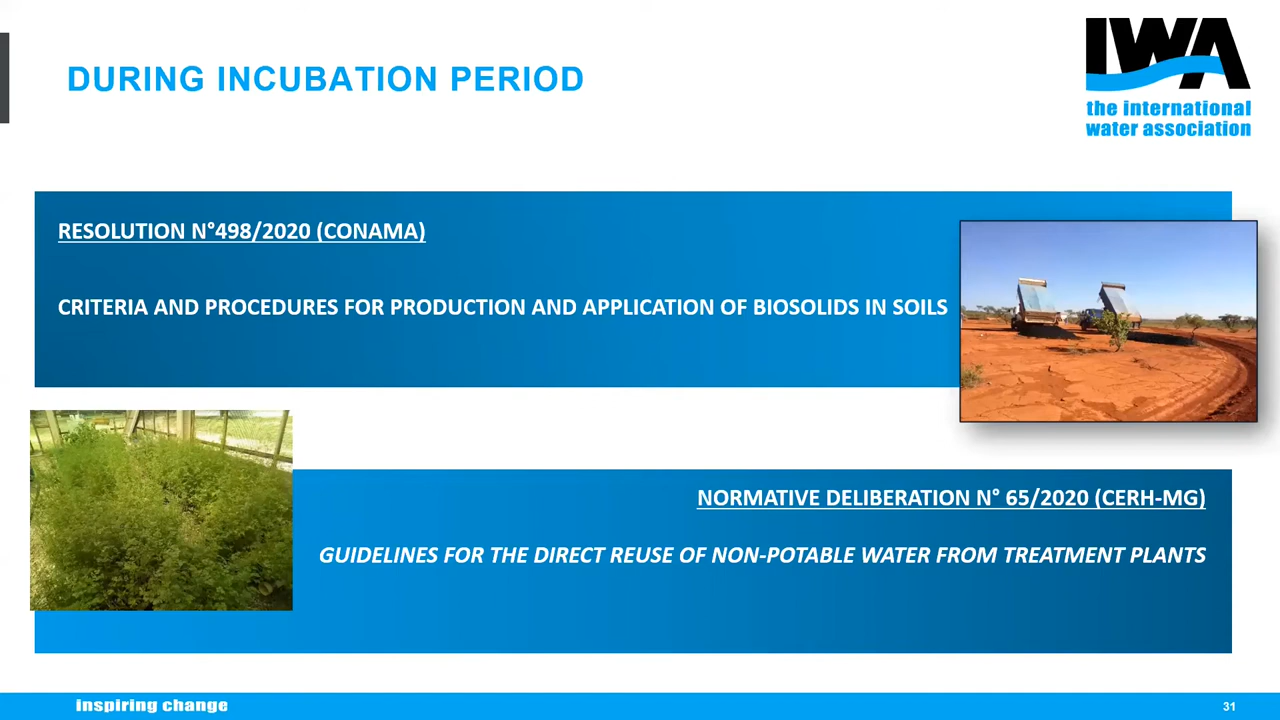 DURING INCUBATION PERIOD
IWA
the international
water association
RESOLUTION N°498/2020 (CONAMA)
CRITERIA AND PROCEDURES FOR PRODUCTION AND APPLICATION OF BIOSOLIDS IN SOILS
NORMATIVE DELIBERATION N° 65/2020 (CERH-MG)
GUIDELINES FOR THE DIRECT REUSE OF NON-POTABLE WATER FROM TREATMENT PLANTS
inspiring change
31